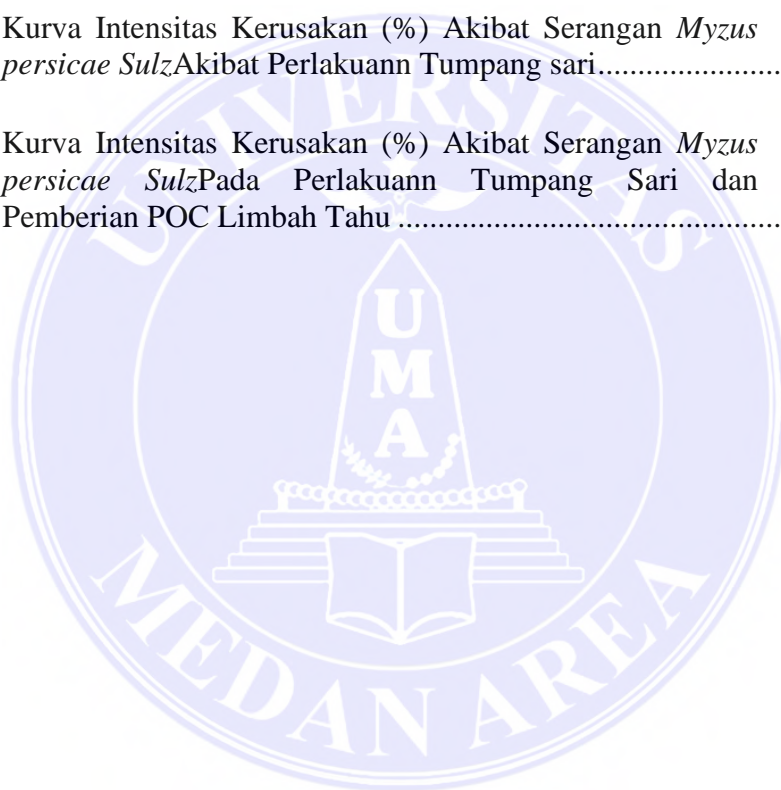 Kurva Intensitas Kerusakan (%) Akibat Serangan Myzus
persicae SulzAkibat Perlakuann Tumpang sari.......................
Kurva Intensitas Kerusakan (%) Akibat Serangan Myzus
persicae SulzPada Perlakuann Tumpang Sari dan
Pemberian POC Limbah Tahu ................................................
UNIVERSITAS
U
M
A
MEDAN AREA